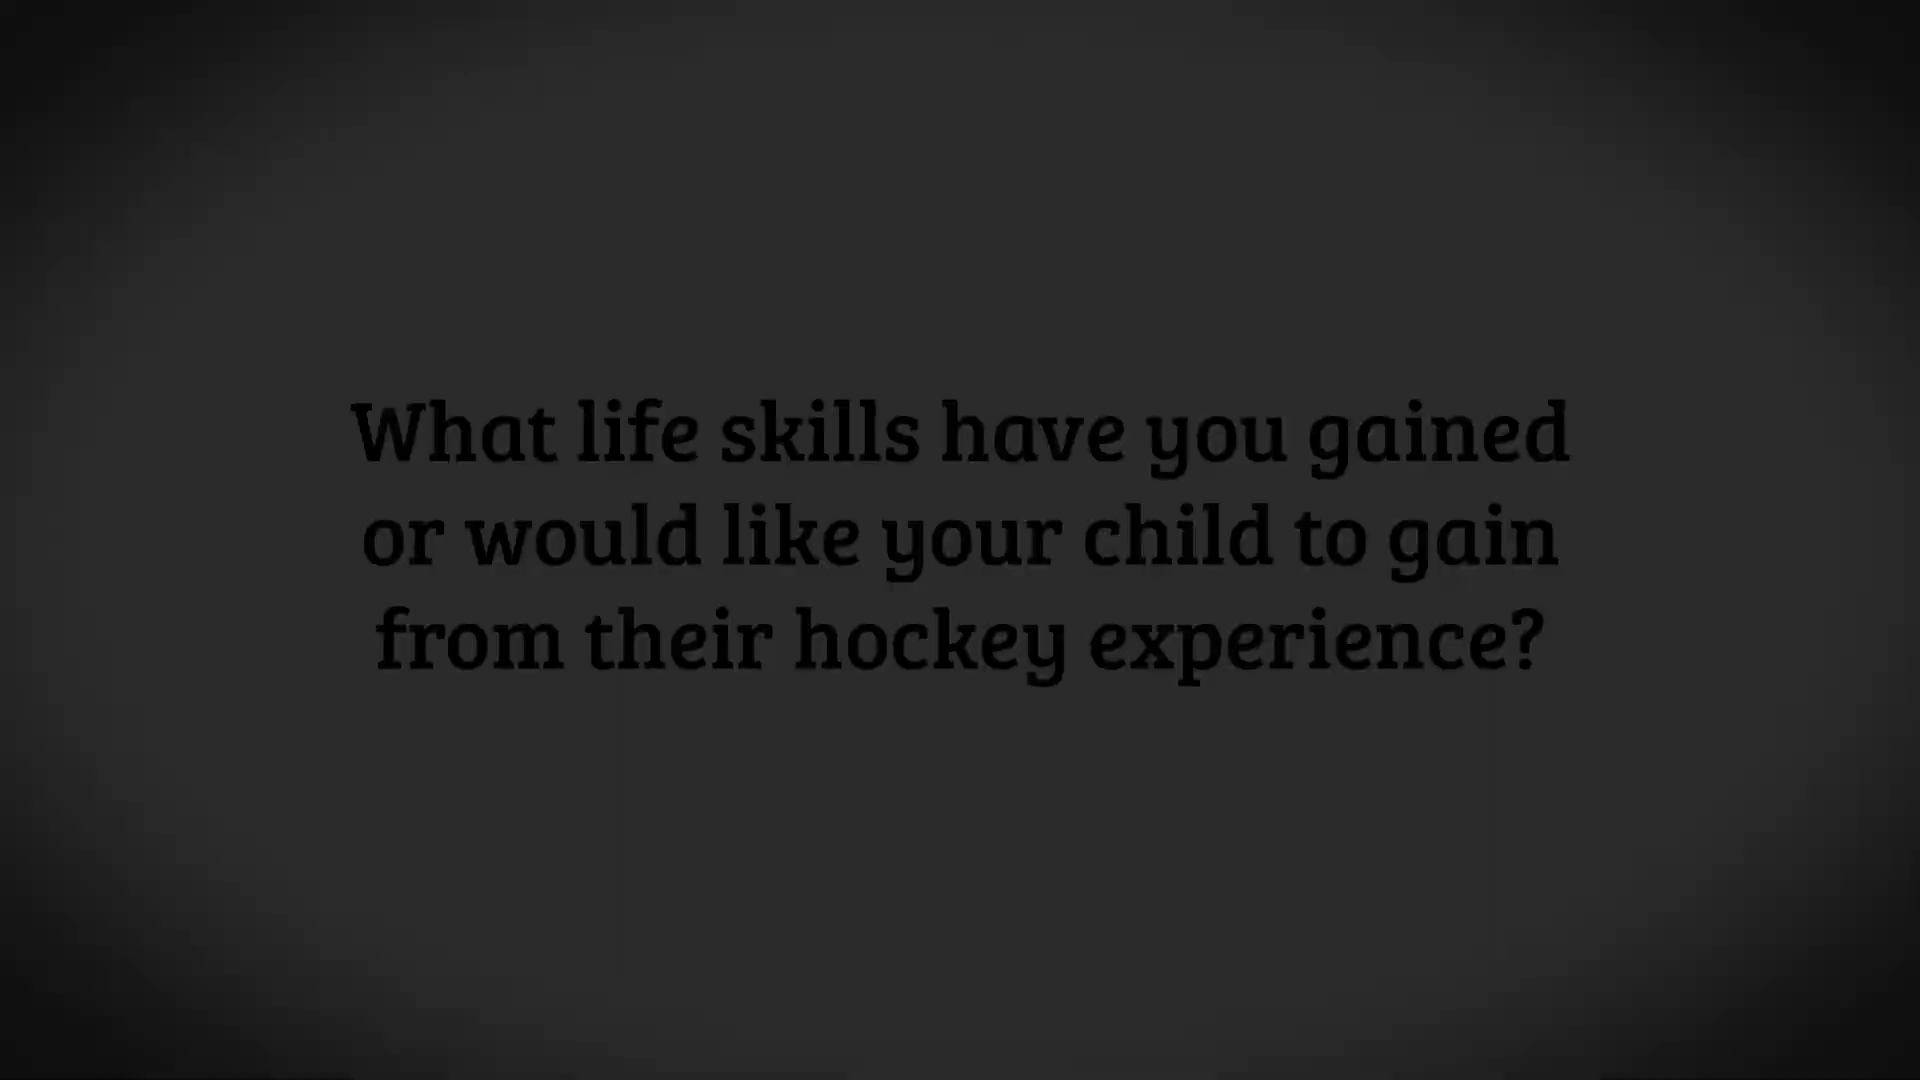 What life skills have you gained
or would like your child to gain
from their hockey experience?